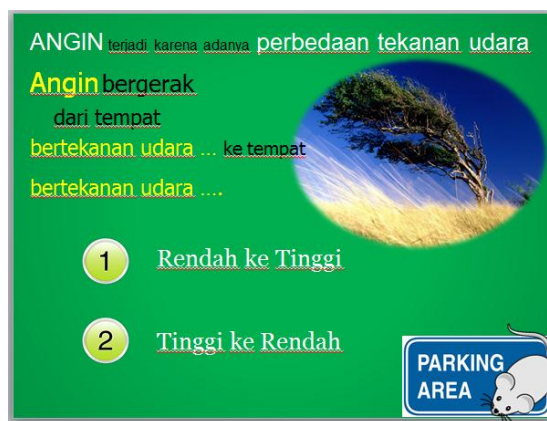 ANGIN terjadi karena adanya perbedaan tekanan udara
Angin bergerak
dari tempat
bertekanan udara ... ke tempat
bertekanan udara ....
1 Rendah ke Tinggi
2 Tinggi ke Rendah
PARKING
AREA